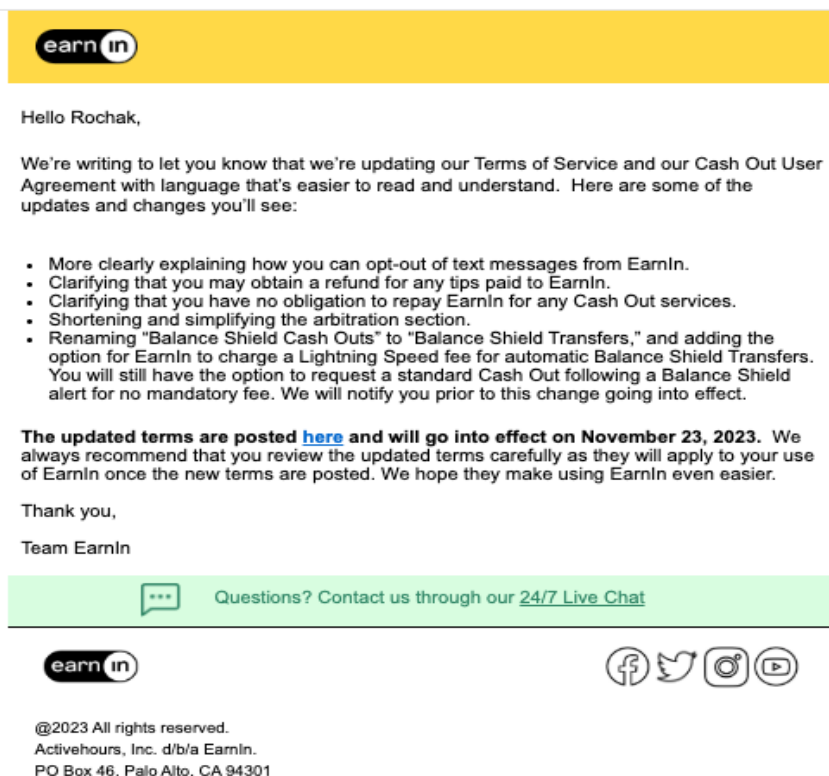 earn in
Hello Rochak,
We're writing to let you know that we're updating our Terms of Service and our Cash Out User
Agreement with language that's easier to read and understand.  Here are some of the
updates and changes you'll see:
• More clearly explaining how you can opt-out of text messages from EarnIn.
• Clarifying that you may obtain a refund for any tips paid to EarnIn.
• Clarifying that you have no obligation to repay EarnIn for any Cash Out services.
• Shortening and simplifying the arbitration section.
• Renaming “Balance Shield Cash Outs” to “Balance Shield Transfers,” and adding the
option for EarnIn to charge a Lightning Speed fee for automatic Balance Shield Transfers.
You will still have the option to request a standard Cash Out following a Balance Shield
alert for no mandatory fee. We will notify you prior to this change going into effect.
The updated terms are posted here and will go into effect on November 23, 2023.  We
always recommend that you review the updated terms carefully as they will apply to your use
of EarnIn once the new terms are posted. We hope they make using EarnIn even easier.
Thank you,
Team EarnIn
Questions? Contact us through our 24/7 Live Chat
earn in
@2023 All rights reserved.
Activehours, Inc. d/b/a EarnIn.
PO Box 46, Palo Alto, CA 94301